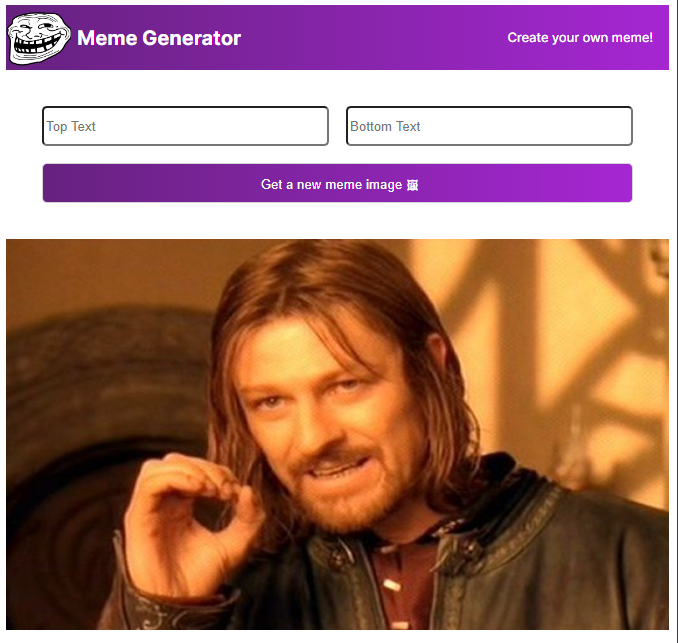 Meme Generator
Create your own meme!
Top Text
Bottom Text
Get a new meme image 🖼